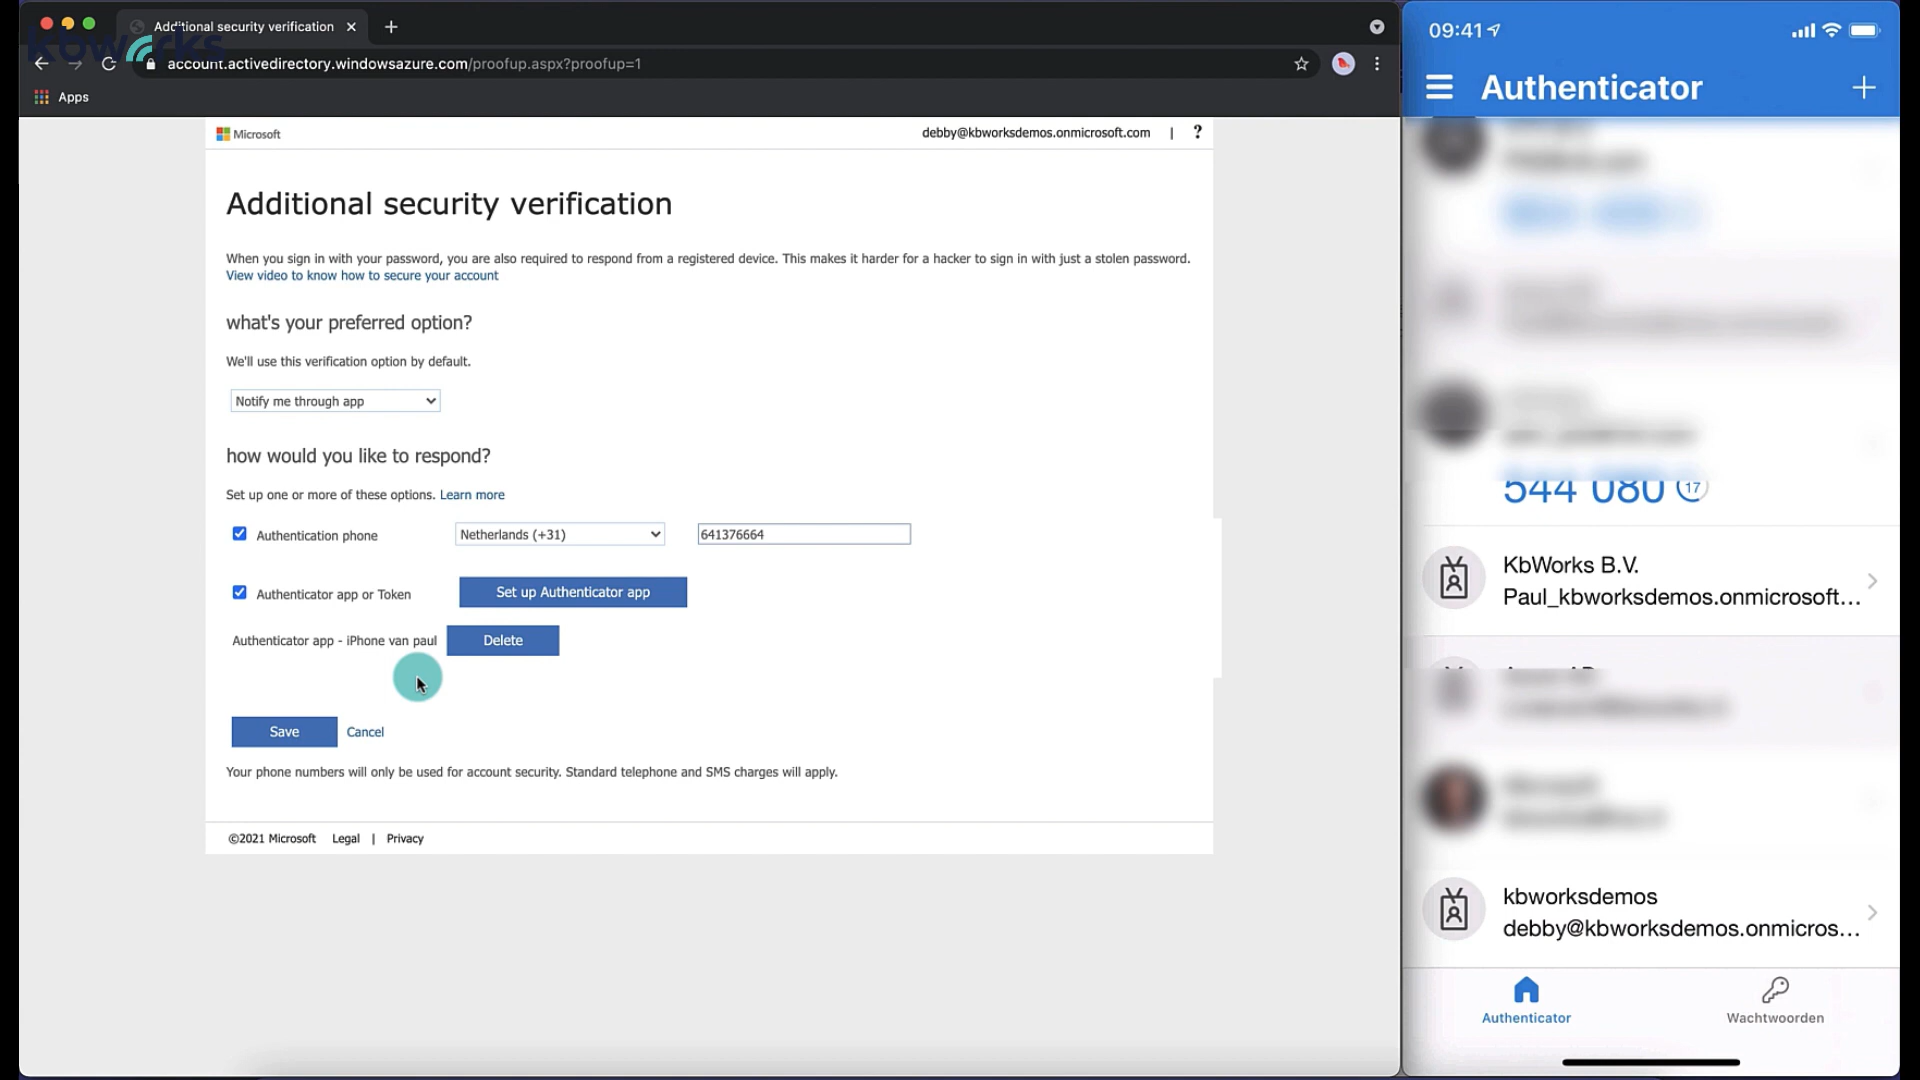 Additional security verification
kbworks
account.activedirectory.windowsazure.com/proofup.aspx?proofup=1
Apps
Microsoft
debby@kbworksdemos.onmicrosoft.com | ?
Additional security verification
When you sign in with your password, you are also required to respond from a registered device. This makes it harder for a hacker to sign in with just a stolen password.
View video to know how to secure your account
what's your preferred option?
We'll use this verification option by default.
Notify me through app
how would you like to respond?
Set up one or more of these options. Learn more
Authentication phone
Netherlands (+31)
641376664
Authenticator app or Token
Set up Authenticator app
Authenticator app - iPhone van paul
Delete
Save
Cancel
Your phone numbers will only be used for account security. Standard telephone and SMS charges will apply.
©2021 Microsoft Legal | Privacy
09:41
Authenticator
544 080 17
KbWorks B.V.
Paul_kbworksdemos.onmicrosoft...
kbworksdemos
debby@kbworksdemos.onmicros...
Authenticator
Wachtwoorden